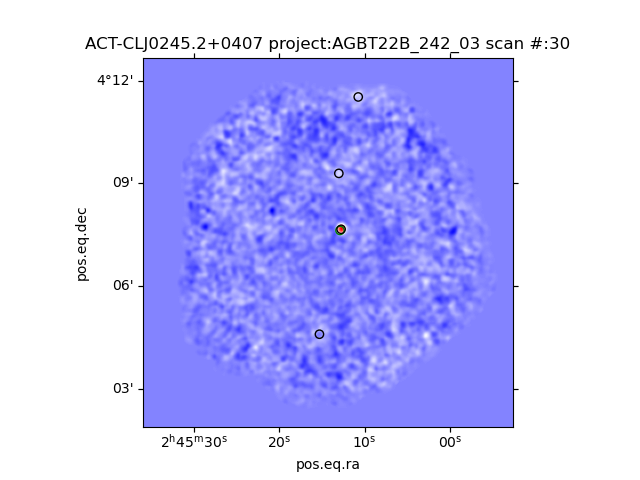 ACT-CLJ0245.2+0407 project:AGBT22B_242_03 scan #:30
4°12'
09'
06'
03'
pos.eq.dec
2ʰ45ᵐ30ˢ 20ˢ 10ˢ 00ˢ
pos.eq.ra